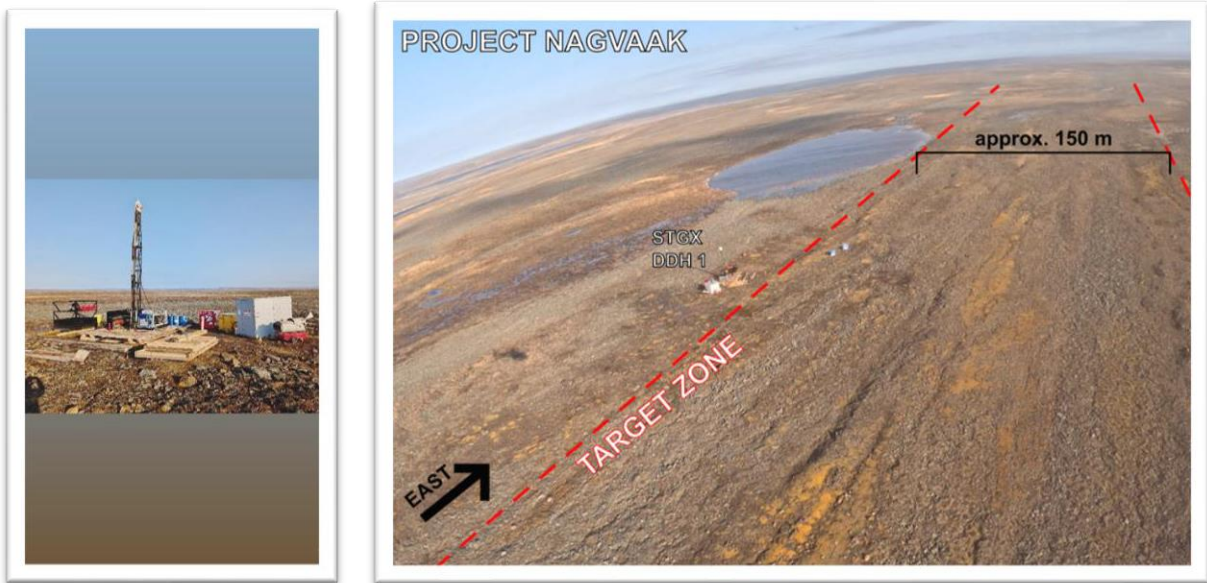 PROJECT NAGVAAK
approx. 150 m
STGX
DDH 1
TARGET ZONE
EAST